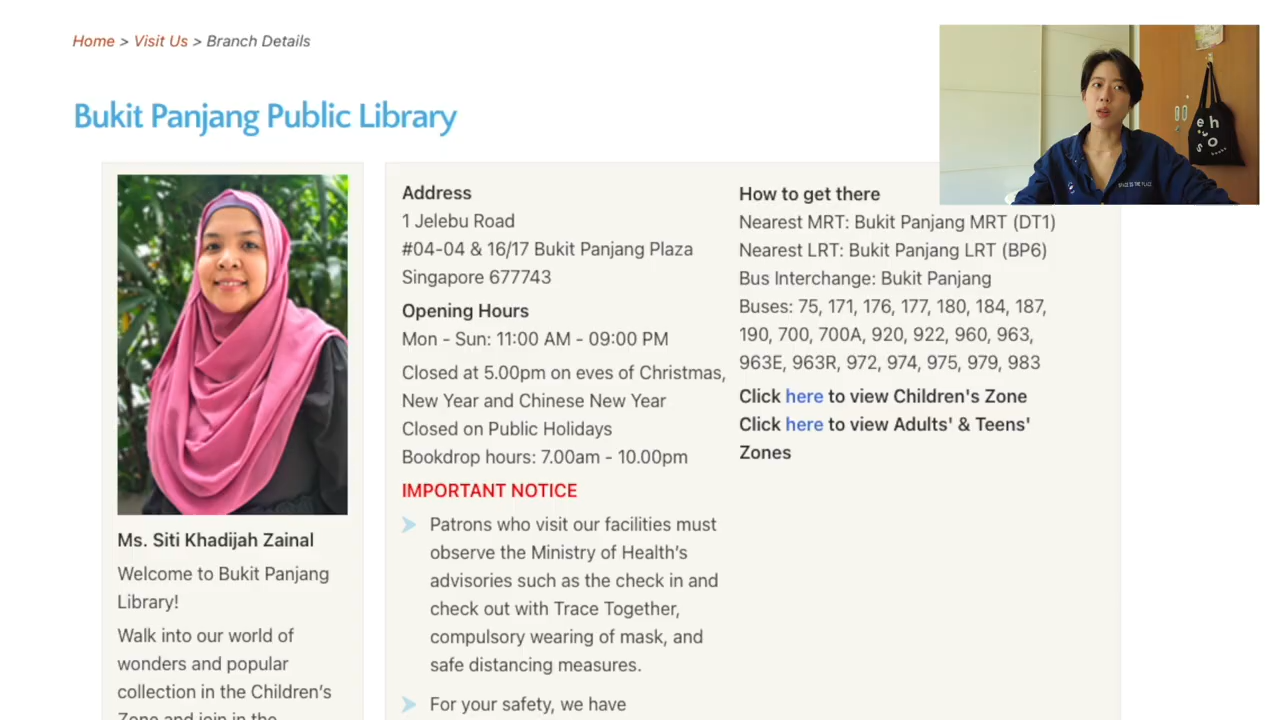 Home > Visit Us > Branch Details
Bukit Panjang Public Library
Ms. Siti Khadijah Zainal
Welcome to Bukit Panjang
Library!
Walk into our world of
wonders and popular
collection in the Children's
Zone and join in the
Address
1 Jelebu Road
#04-04 & 16/17 Bukit Panjang Plaza
Singapore 677743
Opening Hours
Mon - Sun: 11:00 AM - 09:00 PM
Closed at 5.00pm on eves of Christmas,
New Year and Chinese New Year
Closed on Public Holidays
Bookdrop hours: 7.00am - 10.00pm
IMPORTANT NOTICE
Patrons who visit our facilities must
observe the Ministry of Health's
advisories such as the check in and
check out with Trace Together,
compulsory wearing of mask, and
safe distancing measures.
For your safety, we have
How to get there
Nearest MRT: Bukit Panjang MRT (DT1)
Nearest LRT: Bukit Panjang LRT (BP6)
Bus Interchange: Bukit Panjang
Buses: 75, 171, 176, 177, 180, 184, 187,
190, 700, 700A, 920, 922, 960, 963,
963E, 963R, 972, 974, 975, 979, 983
Click here to view Children's Zone
Click here to view Adults' & Teens'
Zones